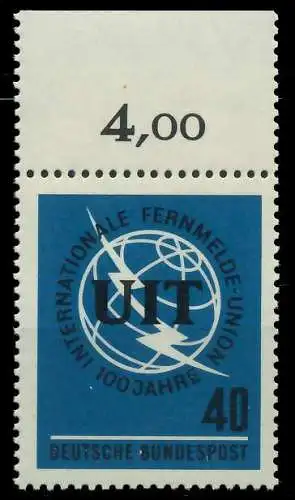 4,00
INTERNATIONALE FERNMELDE-UNION
UIT
100 JAHRE
40
DEUTSCHE BUNDESPOST